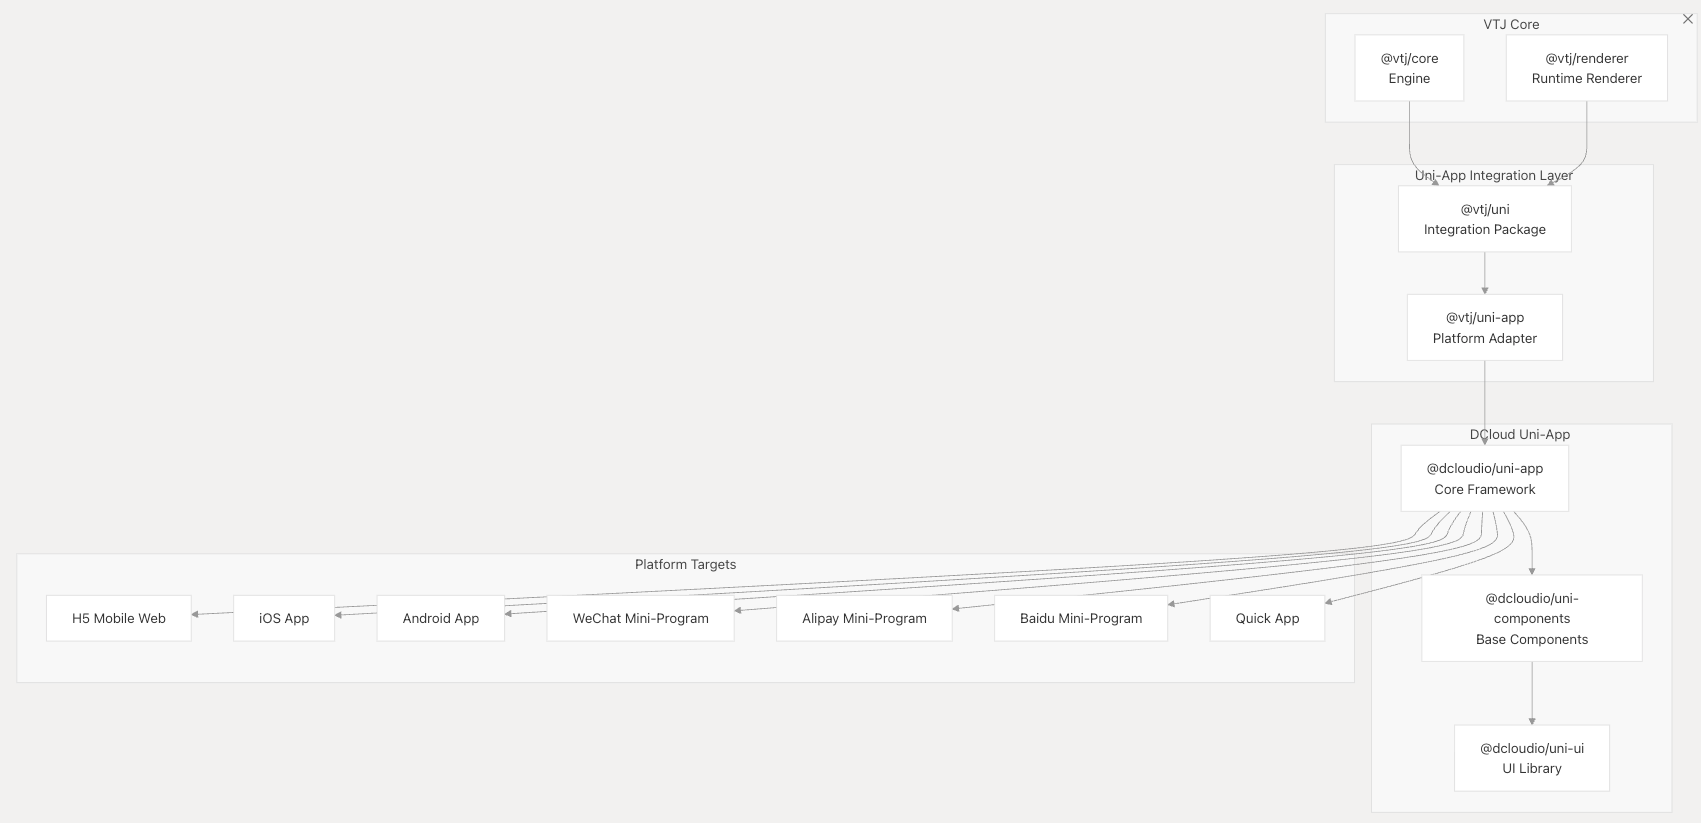 VTJ Core
@vtj/core
Engine
@vtj/renderer
Runtime Renderer
Uni-App Integration Layer
@vtj/uni
Integration Package
@vtj/uni-app
Platform Adapter
DCloud Uni-App
@dcloudio/uni-app
Core Framework
Platform Targets
H5 Mobile Web
iOS App
Android App
WeChat Mini-Program
Alipay Mini-Program
Baidu Mini-Program
Quick App
@dcloudio/uni-
components
Base Components
@dcloudio/uni-ui
UI Library